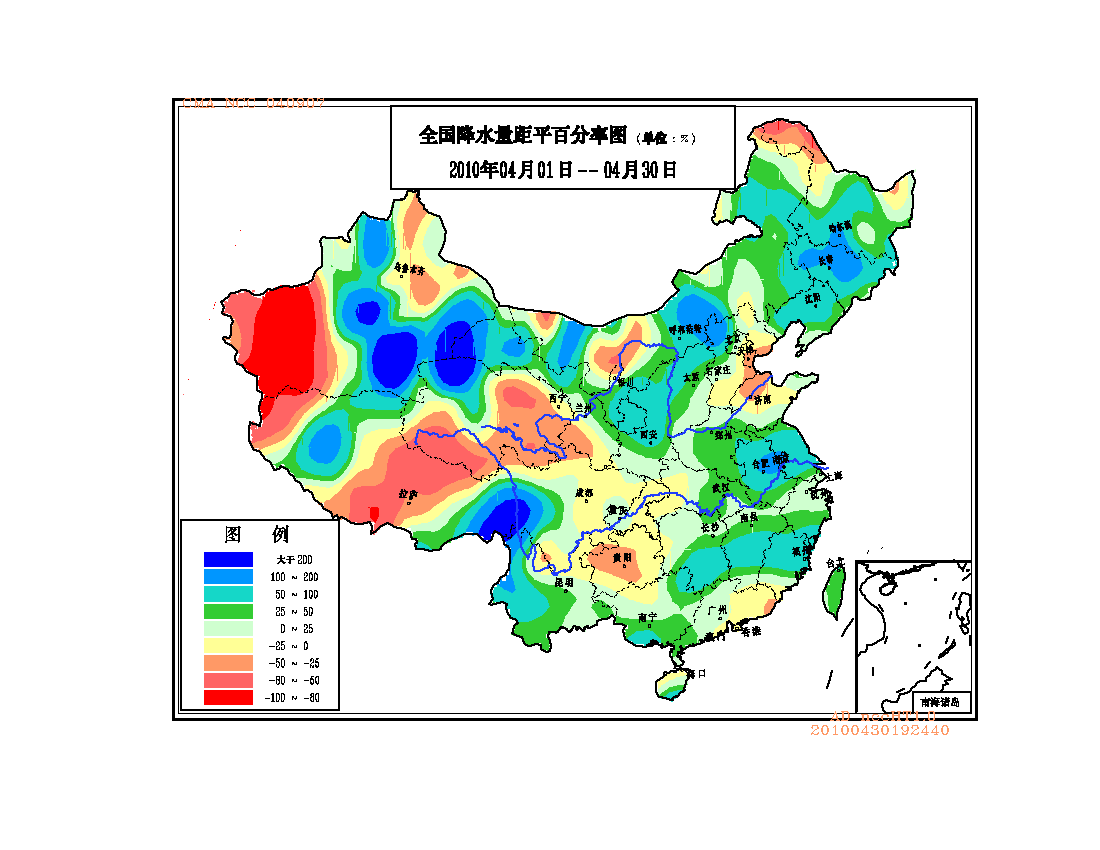 CMA NCC 040902
全国降水量距平百分率图 (单位:%)
2010年04月01日 -- 04月30日
哈尔滨
长春
乌鲁木齐
沈阳
呼和浩特
北京
天津
银川
太原
石家庄
西宁
济南
兰州
西安
郑州
合肥
南京
上海
拉萨
成都
武汉
杭州
重庆
长沙
南昌
贵阳
福州
台北
昆明
广州
南宁
澳门
香港
海口
图 例
大于 200
100 ~ 200
50 ~ 100
25 ~ 50
0 ~ 25
-25 ~ 0
-50 ~ -25
-80 ~ -50
-100 ~ -80
南海诸岛
20100430192440